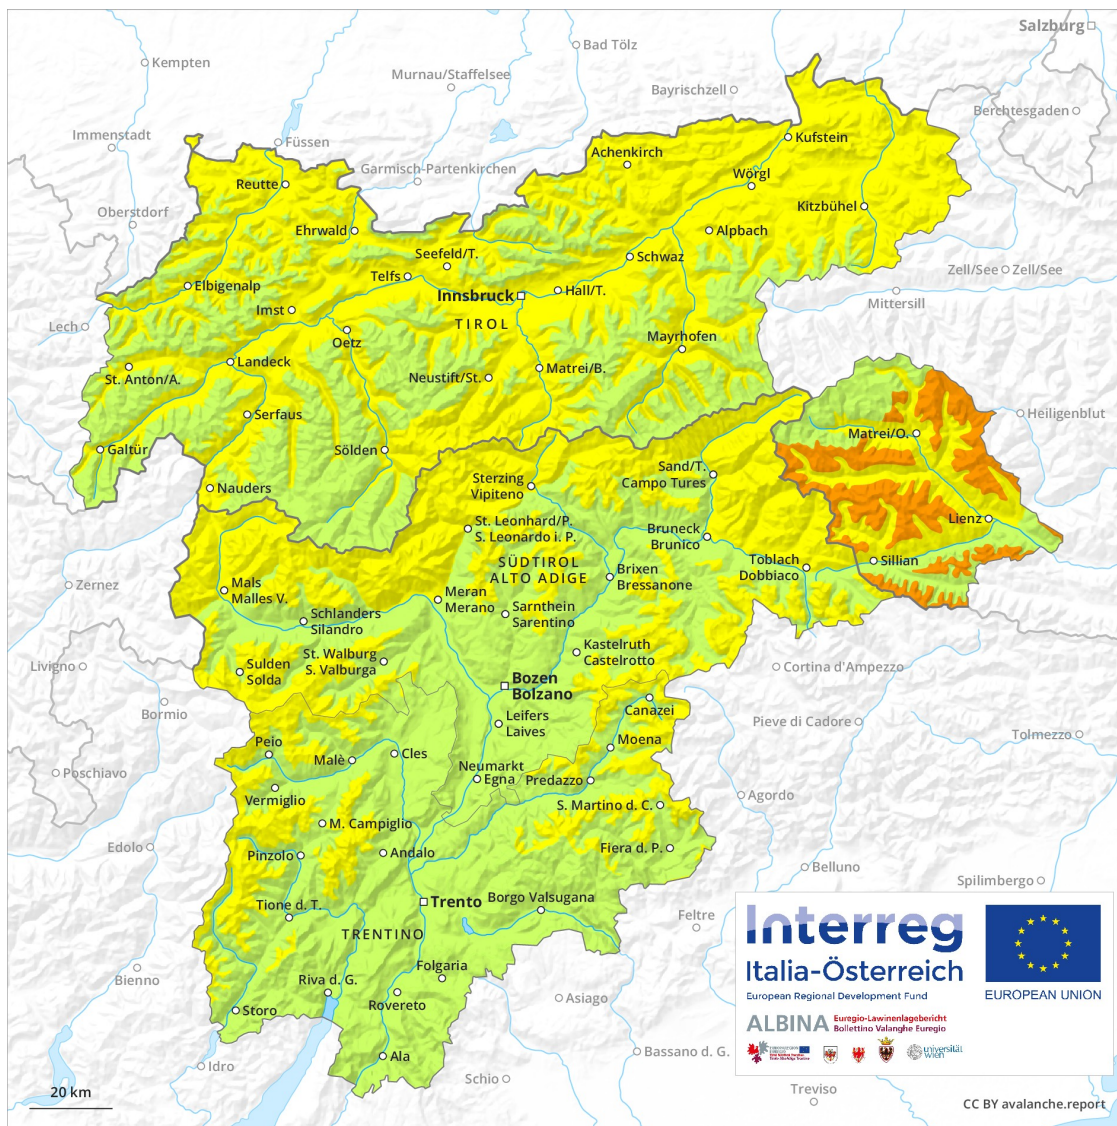 Salzburg
Bad Tölz
Kempten
Murnau/Staffelsee
Bayrischzell
Berchtesgaden
Immenstadt
Füssen
Kufstein
Achenkirch
Garmisch-Partenkirchen
Wörgl
Reutte
Oberstdorf
Kitzbühel
Ehrwald
Alpbach
Seefeld/T.
Schwaz
Telfs
Zell/See
Zell/See
Elbigenalp
Innsbruck
Hall/T.
Mittersill
Imst
TIROL
Lech
Oetz
Mayrhofen
Landeck
St. Anton/A.
Neustift/St.
Matrei/B.
Serfaus
Heiligenblut
Matrei/O.
Galtür
Sölden
Sand/T.
Campo Tures
Sterzing
Vipiteno
Nauders
Lienz
St. Leonhard/P.
S. Leonardo i. P.
Bruneck
Brunico
SÜDTIROL
ALTO ADIGE
Toblach
Dobbiaco
Sillian
Brixen
Bressanone
Zernez
Mals
Malles V.
Meran
Merano
Sarnthein
Sarentino
Schlanders
Silandro
Kastelruth
Castelrotto
St. Walburg
S. Valburga
Livigno
Sulden
Solda
Cortina d'Ampezzo
Bozen
Bolzano
Bormio
Canazei
Leifers
Laives
Pieve di Cadore
Tolmezzo
Moena
Peio
Cles
Malè
Poschiavo
Neumarkt
Egna
Predazzo
Vermiglio
Agordo
S. Martino d. C.
M. Campiglio
Edolo
Pinzolo
Andalo
Fiera d. P.
Belluno
Spilimbergo
Tione d. T.
Trento
Borgo Valsugana
Feltre
TRENTINO
Bienno
Folgaria
Riva d. G.
Rovereto
Asiago
Storo
Ala
Bassano d. G.
Idro
Schio
Treviso
20 km
Interreg
Italia-Österreich
European Regional Development Fund
EUROPEAN UNION
ALBINA
Euregio-Lawinenlagebericht
Bollettino Valanghe Euregio
universität
wien
CC BY avalanche.report